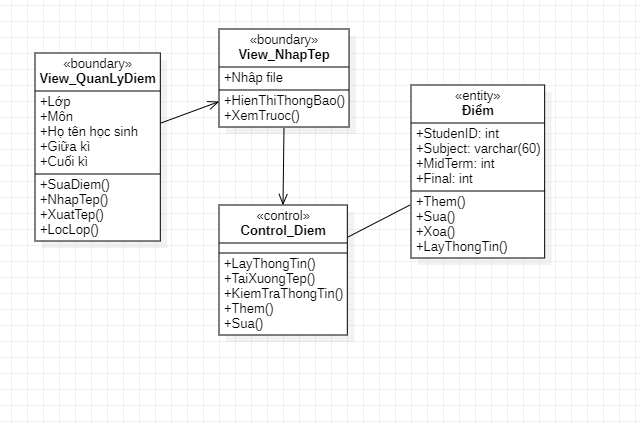 «boundary»
View_QuanLyDiem
+Lớp
+Môn
+Họ tên học sinh
+Giữa kì
+Cuối kì
+SuaDiem()
+NhapTep()
+XuatTep()
+LocLop()
«boundary»
View_NhapTep
+Nhâp file
+HienThiThongBao()
+XemTruoc()
«control»
Control_Diem
+LayThongTin()
+TaiXuongTep()
+KiemTraThongTin()
+Them()
+Sua()
«entity»
Điểm
+StudenID: int
+Subject: varchar(60)
+MidTerm: int
+Final: int
+Them()
+Sua()
+Xoa()
+LayThongTin()